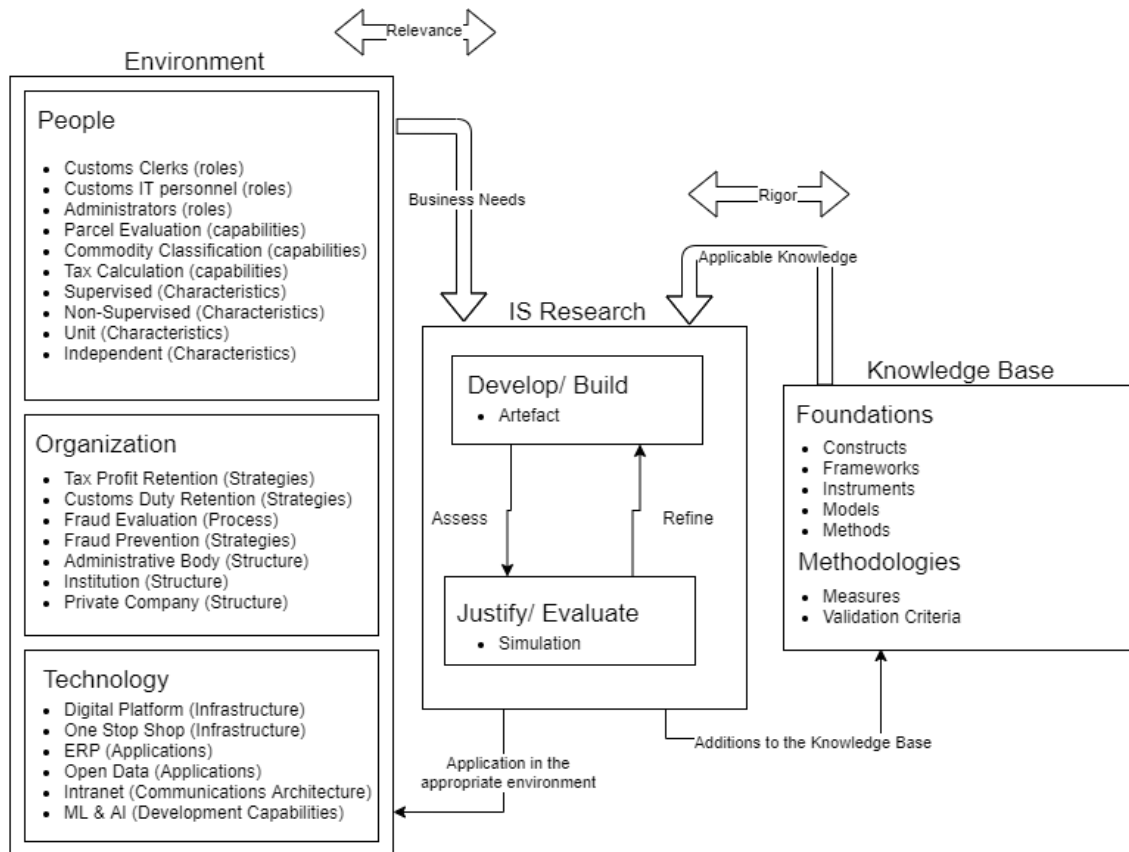 Relevance
Environment
People
Customs Clerks (roles)
Customs IT personnel (roles)
Administrators (roles)
Parcel Evaluation (capabilities)
Commodity Classification (capabilities)
Tax Calculation (capabilities)
Supervised (Characteristics)
Non-Supervised (Characteristics)
Unit (Characteristics)
Independent (Characteristics)
Organization
Tax Profit Retention (Strategies)
Customs Duty Retention (Strategies)
Fraud Evaluation (Process)
Fraud Prevention (Strategies)
Administrative Body (Structure)
Institution (Structure)
Private Company (Structure)
Technology
Digital Platform (Infrastructure)
One Stop Shop (Infrastructure)
ERP (Applications)
Open Data (Applications)
Intranet (Communications Architecture)
ML & AI (Development Capabilities)
Business Needs
IS Research
Develop/ Build
Artefact
Assess
Refine
Justify/ Evaluate
Simulation
Application in the
appropriate environment
Rigor
Applicable Knowledge
Knowledge Base
Foundations
Constructs
Frameworks
Instruments
Models
Methods
Methodologies
Measures
Validation Criteria
Additions to the Knowledge Base